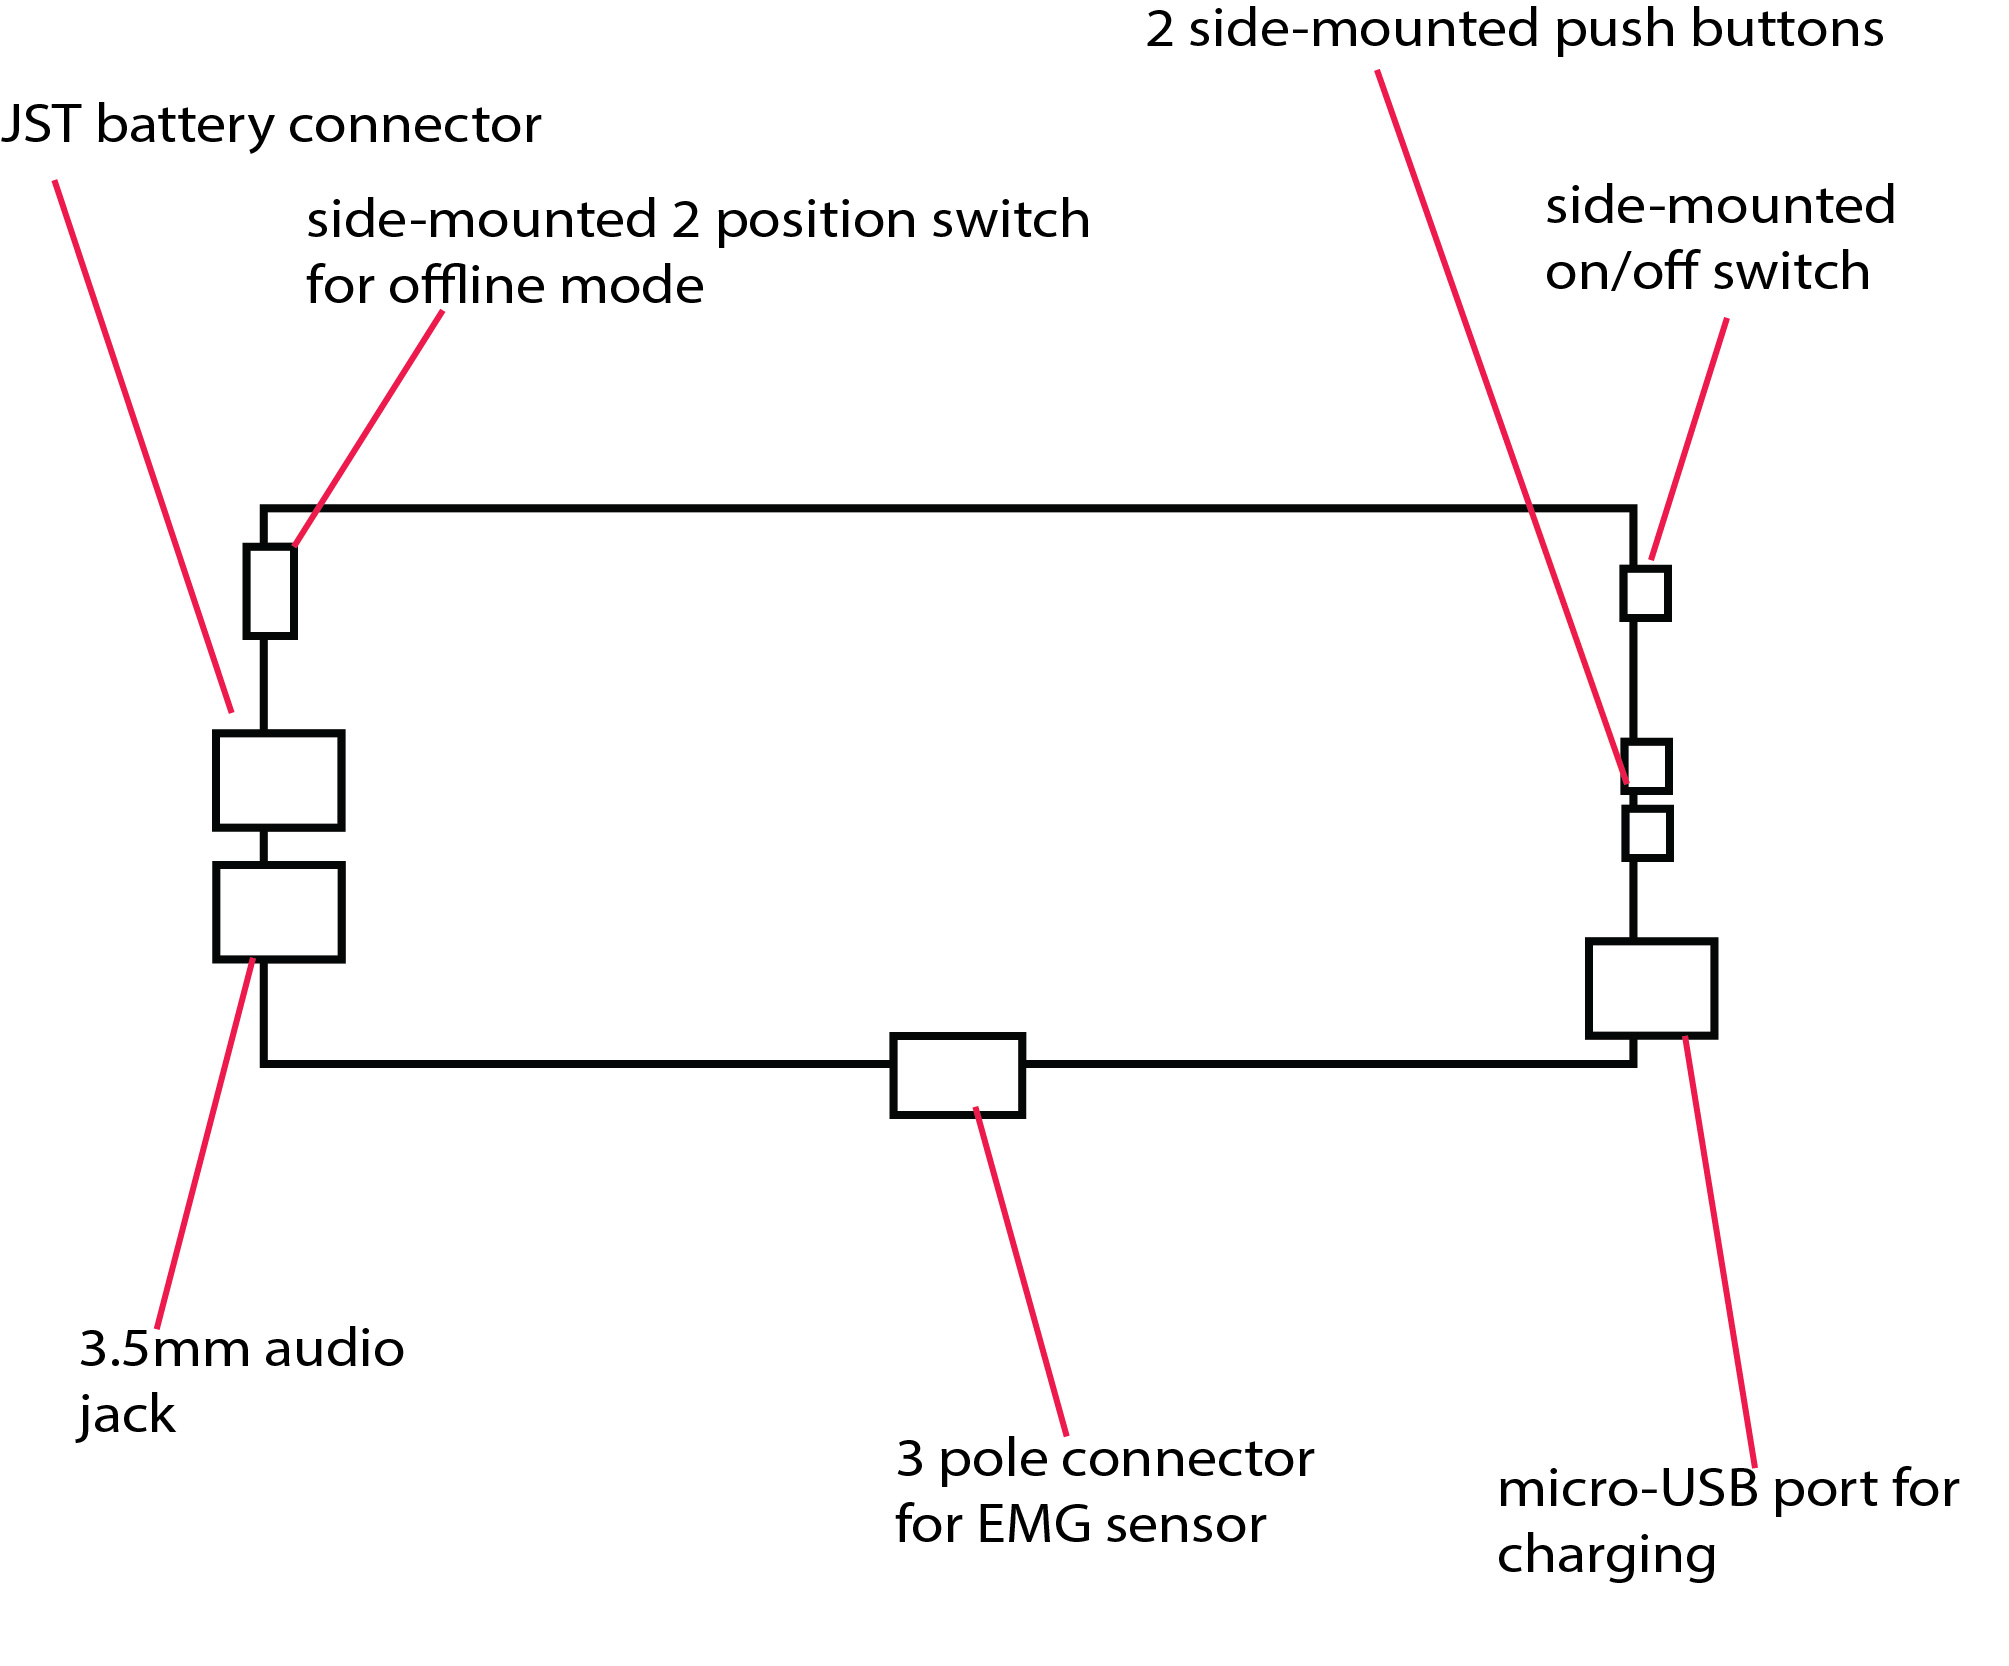 2 side-mounted push buttons
JST battery connector
side-mounted 2 position switch
for offline mode
side-mounted
on/off switch
3.5mm audio
jack
3 pole connector
for EMG sensor
micro-USB port for
charging